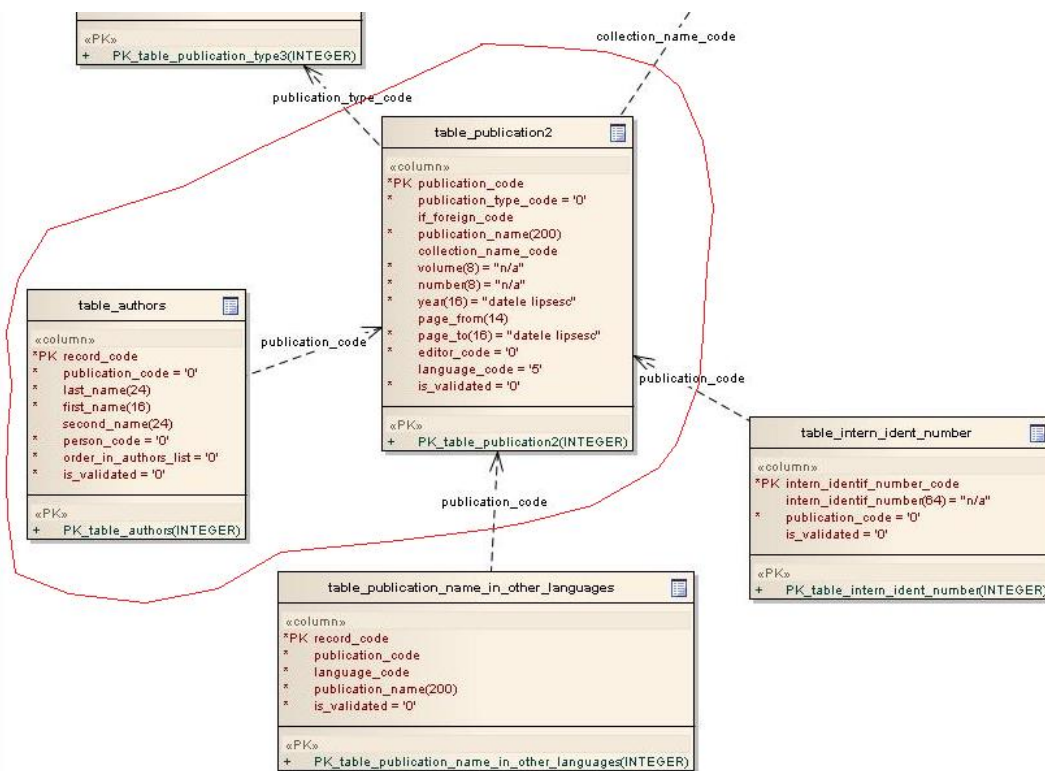 «PK»
+ PK_table_publication_type3(INTEGER)
collection_name_code
publication_type_code
table_publication2
«column»
*PK publication_code
* publication_type_code = '0'
if_foreign_code
* publication_name(200)
collection_name_code
* volume(8) = "n/a"
* number(8) = "n/a"
* year(16) = "datele lipsesc"
page_from(14)
* page_to(16) = "datele lipsesc"
* editor_code = '0'
language_code = '5'
* is_validated = '0'
«PK»
+ PK_table_publication2(INTEGER)
table_authors
«column»
*PK record_code
* publication_code = '0'
* last_name(24)
* first_name(16)
second_name(24)
* person_code = '0'
* order_in_authors_list = '0'
* is_validated = '0'
«PK»
+ PK_table_authors(INTEGER)
publication_code
publication_code
table_intern_ident_number
«column»
*PK intern_identif_number_code
intern_identif_number(64) = "n/a"
* publication_code = '0'
is_validated = '0'
«PK»
+ PK_table_intern_ident_number(INTEGER)
publication_code
table_publication_name_in_other_languages
«column»
*PK record_code
* publication_code
* language_code
* publication_name(200)
* is_validated = '0'
«PK»
+ PK_table_publication_name_in_other_languages(INTEGER)